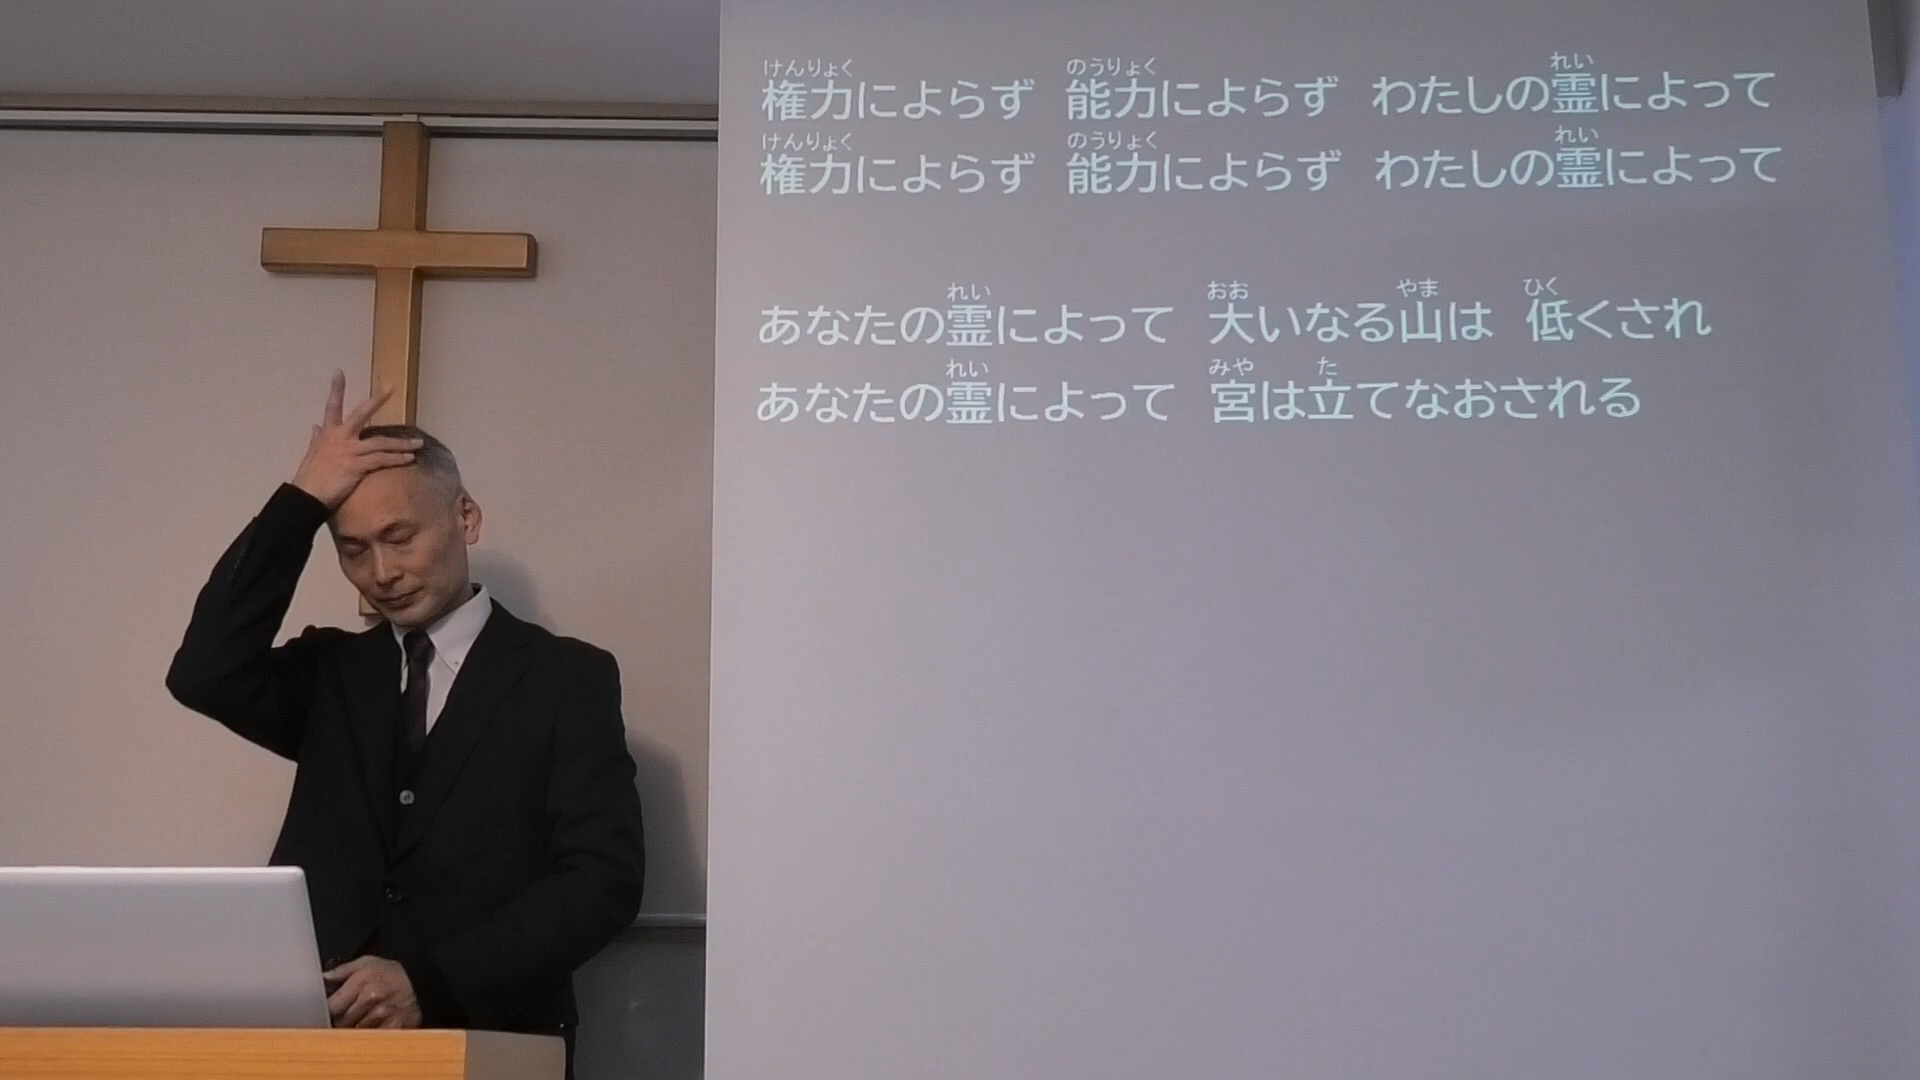 権力によらず 能力によらず わたしの霊によって
権力によらず 能力によらず わたしの霊によって
あなたの霊によって 大いなる山は 低くされ
あなたの霊によって 宮は立てなおされる